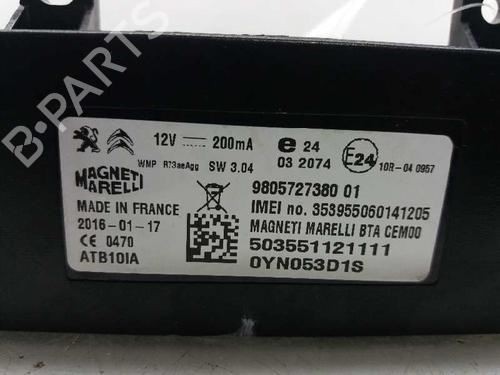 12V 200mA
e 24
03 2074
E24
10R-04 0957
WMP R73aeAgg SW 3.04
MAGNETI
MARELLI
MADE IN FRANCE
2016-01-17
CE 0470
ATB10IA
9805727380 01
IMEI no. 353955060141205
MAGNETI MARELLI BTA CEM00
503551121111
0YN053D1S